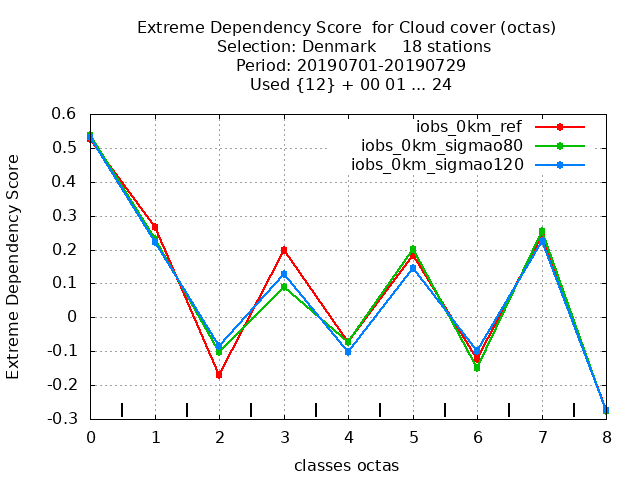 Extreme Dependency Score  for Cloud cover (octas)
Selection: Denmark     18 stations
Period: 20190701-20190729
Used {12} + 00 01 ... 24
iobs_0km_ref
iobs_0km_sigmao80
iobs_0km_sigmao120
Extreme Dependency Score
0.6
0.5
0.4
0.3
0.2
0.1
0
-0.1
-0.2
-0.3
0 1 2 3 4 5 6 7 8
classes octas